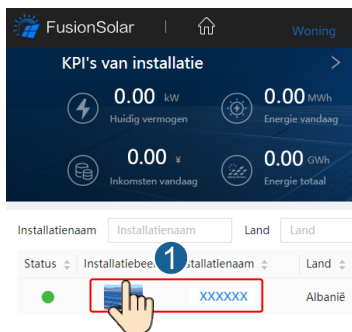 FusionSolar
Woning
KPI's van installatie >
0.00 kW
Huidig vermogen
0.00 MWh
Energie vandaag
0.00 ¥
Inkomsten vandaag
0.00 GWh
Energie totaal
Installatienaam Installatienaam Land Land
Status Installatiebee 1 stallatienaam Land
XXXXXX Albanië